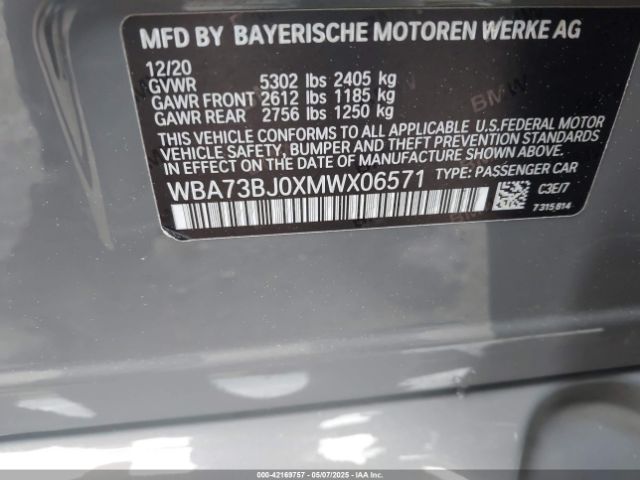 MFD BY BAYERISCHE MOTOREN WERKE AG
12/20
GVWR 5302 lbs 2405 kg
GAWR FRONT 2612 lbs 1185 kg
GAWR REAR 2756 lbs 1250 kg
THIS VEHICLE CONFORMS TO ALL APPLICABLE U.S.FEDERAL MOTOR
VEHICLE SAFETY, BUMPER AND THEFT PREVENTION STANDARDS
IN EFFECT ON THE DATE OF MANUFACTURE SHOWN ABOVE.
WBA73BJ0XMWX06571 TYPE: PASSENGER CAR
C3E/7
7315814
BMW
000-42169757 - 05/07/2025 - IAAI.COM